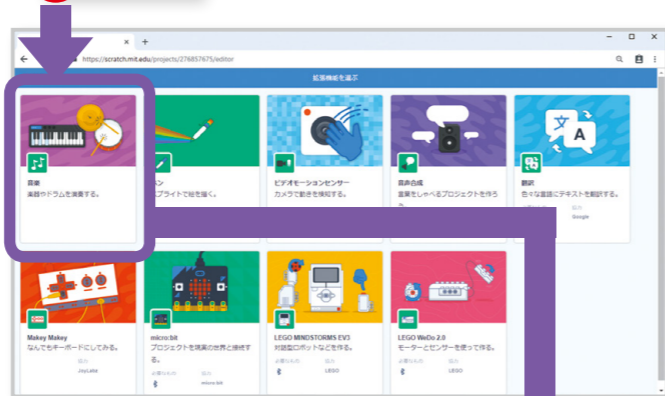 https://scratch.mit.edu/projects/276857675/editor
拡張機能を選ぶ
音楽
楽器やドラムを演奏する。
ペン
スプライトで絵を描く。
ビデオモーションセンサー
カメラで動きを検知する。
音声合成
言葉をしゃべるプロジェクトを作ろう
翻訳
色々な言語にテキストを翻訳する。
協力
Google
文 A
Makey Makey
なんでもキーボードにしてみる。
協力
JoyLabz
micro:bit
プロジェクトを現実の世界と接続する。
必要なもの 協力
micro:bit
LEGO MINDSTORMS EV3
対話型ロボットなどを作る。
必要なもの 協力
LEGO
LEGO WeDo 2.0
モーターとセンサーを使って作る。
必要なもの 協力
LEGO